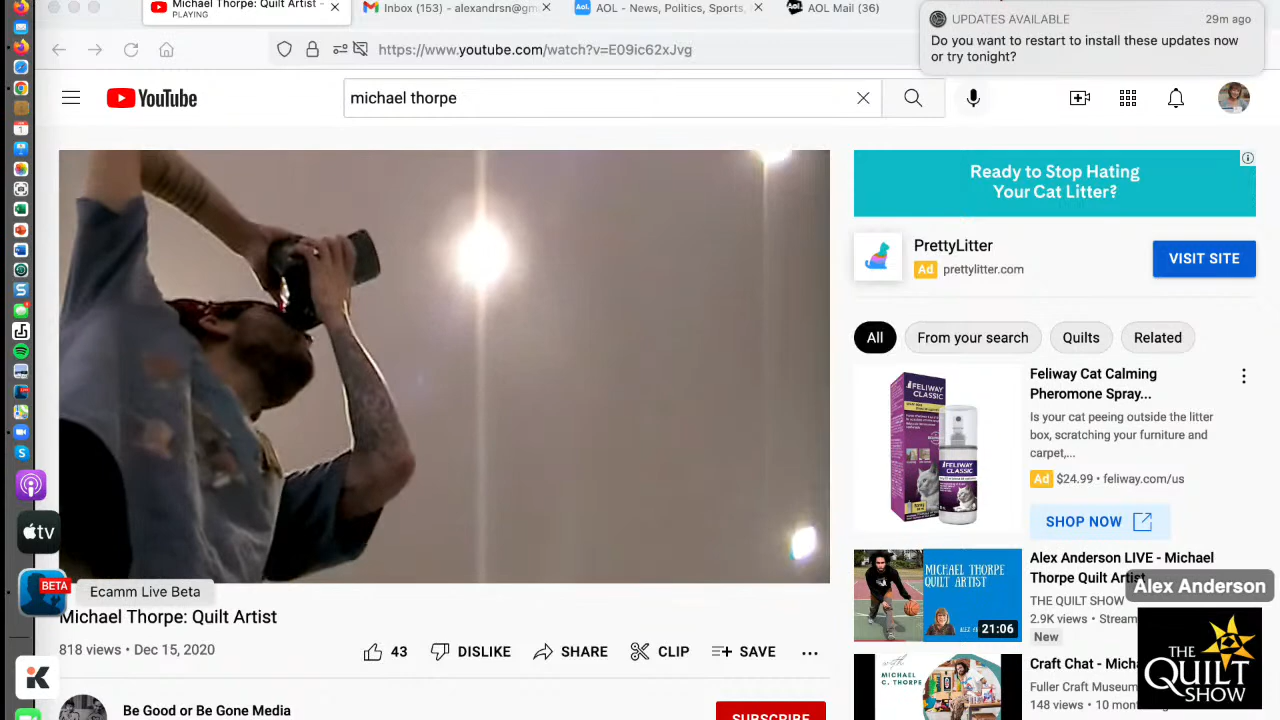 Michael Thorpe: Quilt Artist -
PLAYING
Inbox (153) - alexandrsn@gm
AOL - News, Politics, Sports,
AOL Mail (36)
https://www.youtube.com/watch?v=E09ic62xJvg
UPDATES AVAILABLE
29m ago
Do you want to restart to install these updates now
or try tonight?
YouTube
michael thorpe
Ready to Stop Hating
Your Cat Litter?
PrettyLitter
Ad prettylitter.com
VISIT SITE
All
From your search
Quilts
Related
FELIWAY
CLASSIC
FELIWAY
CLASSIC
Feliway Cat Calming
Pheromone Spray...
Is your cat peeing outside the litter
box, scratching your furniture and
carpet,...
Ad $24.99 • feliway.com/us
SHOP NOW
MICHAEL THORPE
QUILT ARTIST
21:06
Alex Anderson LIVE - Michael
Thorpe Quilt Artist
THE QUILT SHOW
2.9K views • Stream
New
Alex Anderson
THE
QUILT
SHOW
with
MICHAEL
C. THORPE
Craft Chat - Micha
Fuller Craft Museum
148 views • 10 mon
tv
BETA
Ecamm Live Beta
Michael Thorpe: Quilt Artist
818 views • Dec 15, 2020
43
DISLIKE
SHARE
CLIP
SAVE
Be Good or Be Gone Media
SUBSCRIBE